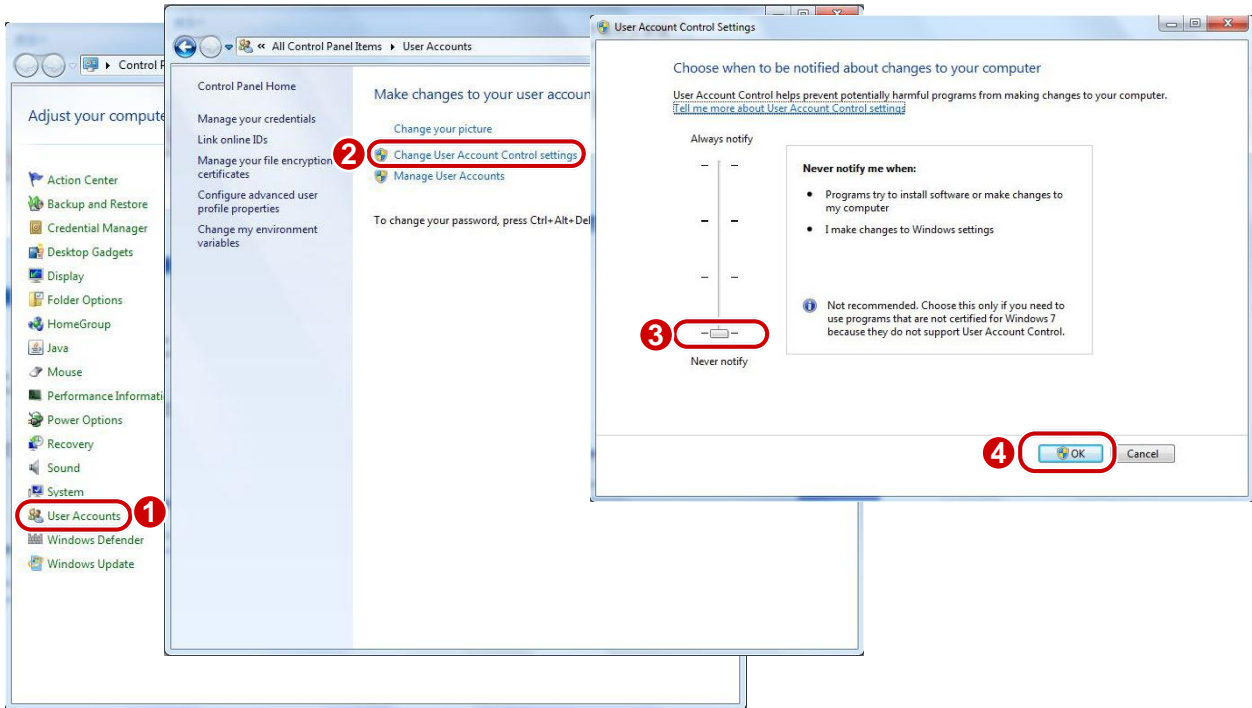 Control P
Adjust your compute
Action Center
Backup and Restore
Credential Manager
Desktop Gadgets
Display
Folder Options
HomeGroup
Java
Mouse
Performance Informati
Power Options
Recovery
Sound
System
User Accounts
1
Windows Defender
Windows Update
« All Control Panel Items ▸ User Accounts
Control Panel Home
Manage your credentials
Link online IDs
Manage your file encryption
certificates
Configure advanced user
profile properties
Change my environment
variables
Make changes to your user accoun
Change your picture
2
Change User Account Control settings
Manage User Accounts
To change your password, press Ctrl+Alt+Del
User Account Control Settings
Choose when to be notified about changes to your computer
User Account Control helps prevent potentially harmful programs from making changes to your computer.
Tell me more about User Account Control settings
Always notify
Never notify me when:
• Programs try to install software or make changes to
my computer
• I make changes to Windows settings
Not recommended. Choose this only if you need to
use programs that are not certified for Windows 7
because they do not support User Account Control.
3
Never notify
4
OK
Cancel